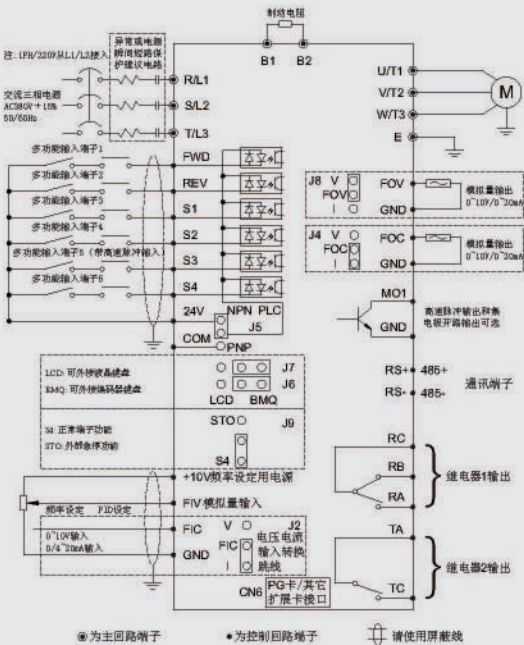 制动电阻
B1 B2
注: 1PH/220V从L1/L2接入
异常或电器
瞬间短路保
护建议电路
交流三相电源
AC380V+15%
50/60Hz
R/L1
S/L2
T/L3
U/T1
V/T2
W/T3
M
E
多功能输入端子1
多功能输入端子2
多功能输入端子3
多功能输入端子4
多功能输入端子5（带高速脉冲输入）
多功能输入端子6
FWD
REV
S1
S2
S3
S4
24V
COM
NPN PLC
J5
PNP
J8 V
FOV
I
FOV
GND
模拟量输出
0~10V/0~20mA
J4 V
FOC
I
FOC
GND
模拟量输出
0~10V/0~20mA
MO1
GND
高速脉冲输出和集
电极开路输出可选
LCD: 可外接液晶键盘
BMQ: 可外接编码器键盘
J7
J6
LCD BMQ
RS+ 485+
RS- 485-
通讯端子
S4: 正常端子功能
STO: 外部急停功能
STO
J9
S4
RC
RB
RA
继电器1输出
+10V频率设定用电源
FIV模拟量输入
频率设定 PID设定
FIC
GND
0~10V输入
0/4~20mA输入
V
J2
FIC
I
电压电流
输入转换
跳线
TA
TC
继电器2输出
CN6
PG卡/其它
扩展卡接口
为主回路端子
为控制回路端子
请使用屏蔽线